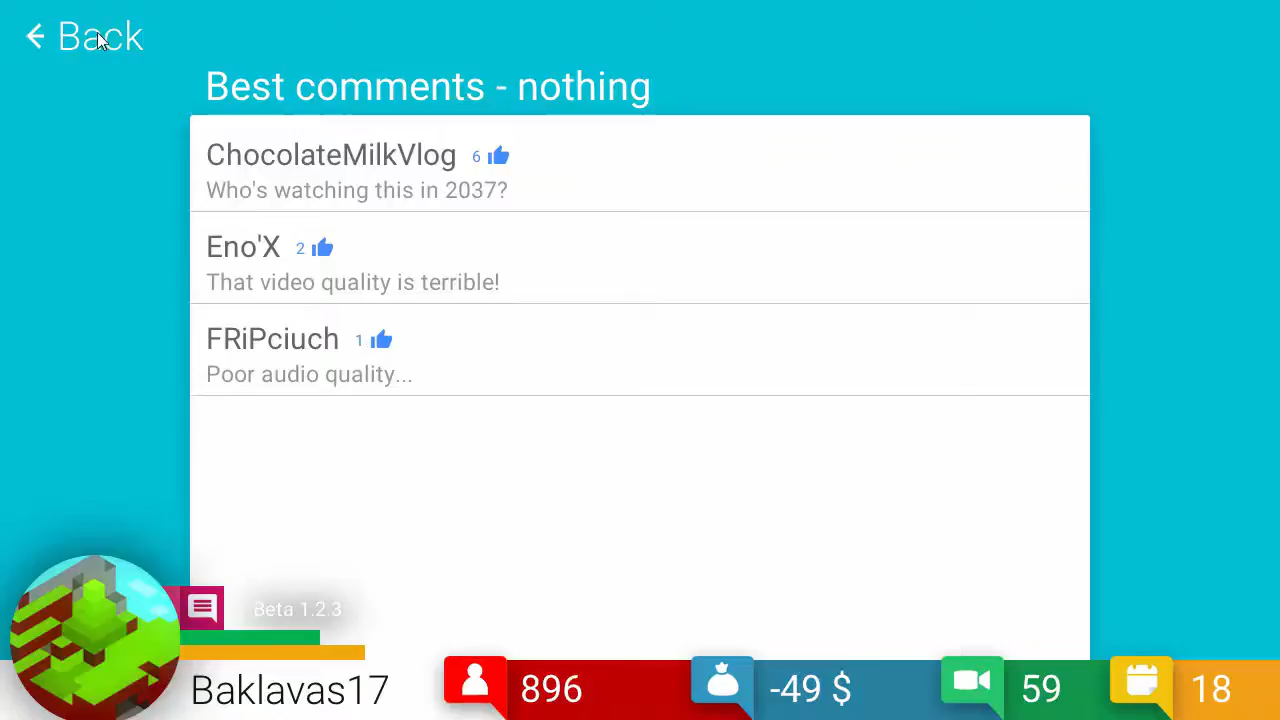 Back
Best comments - nothing
ChocolateMilkVlog 6
Who's watching this in 2037?
Eno'X 2
That video quality is terrible!
FRiPciuch 1
Poor audio quality...
Beta 1.2.3
Baklavas17 896 -49 $ 59 18